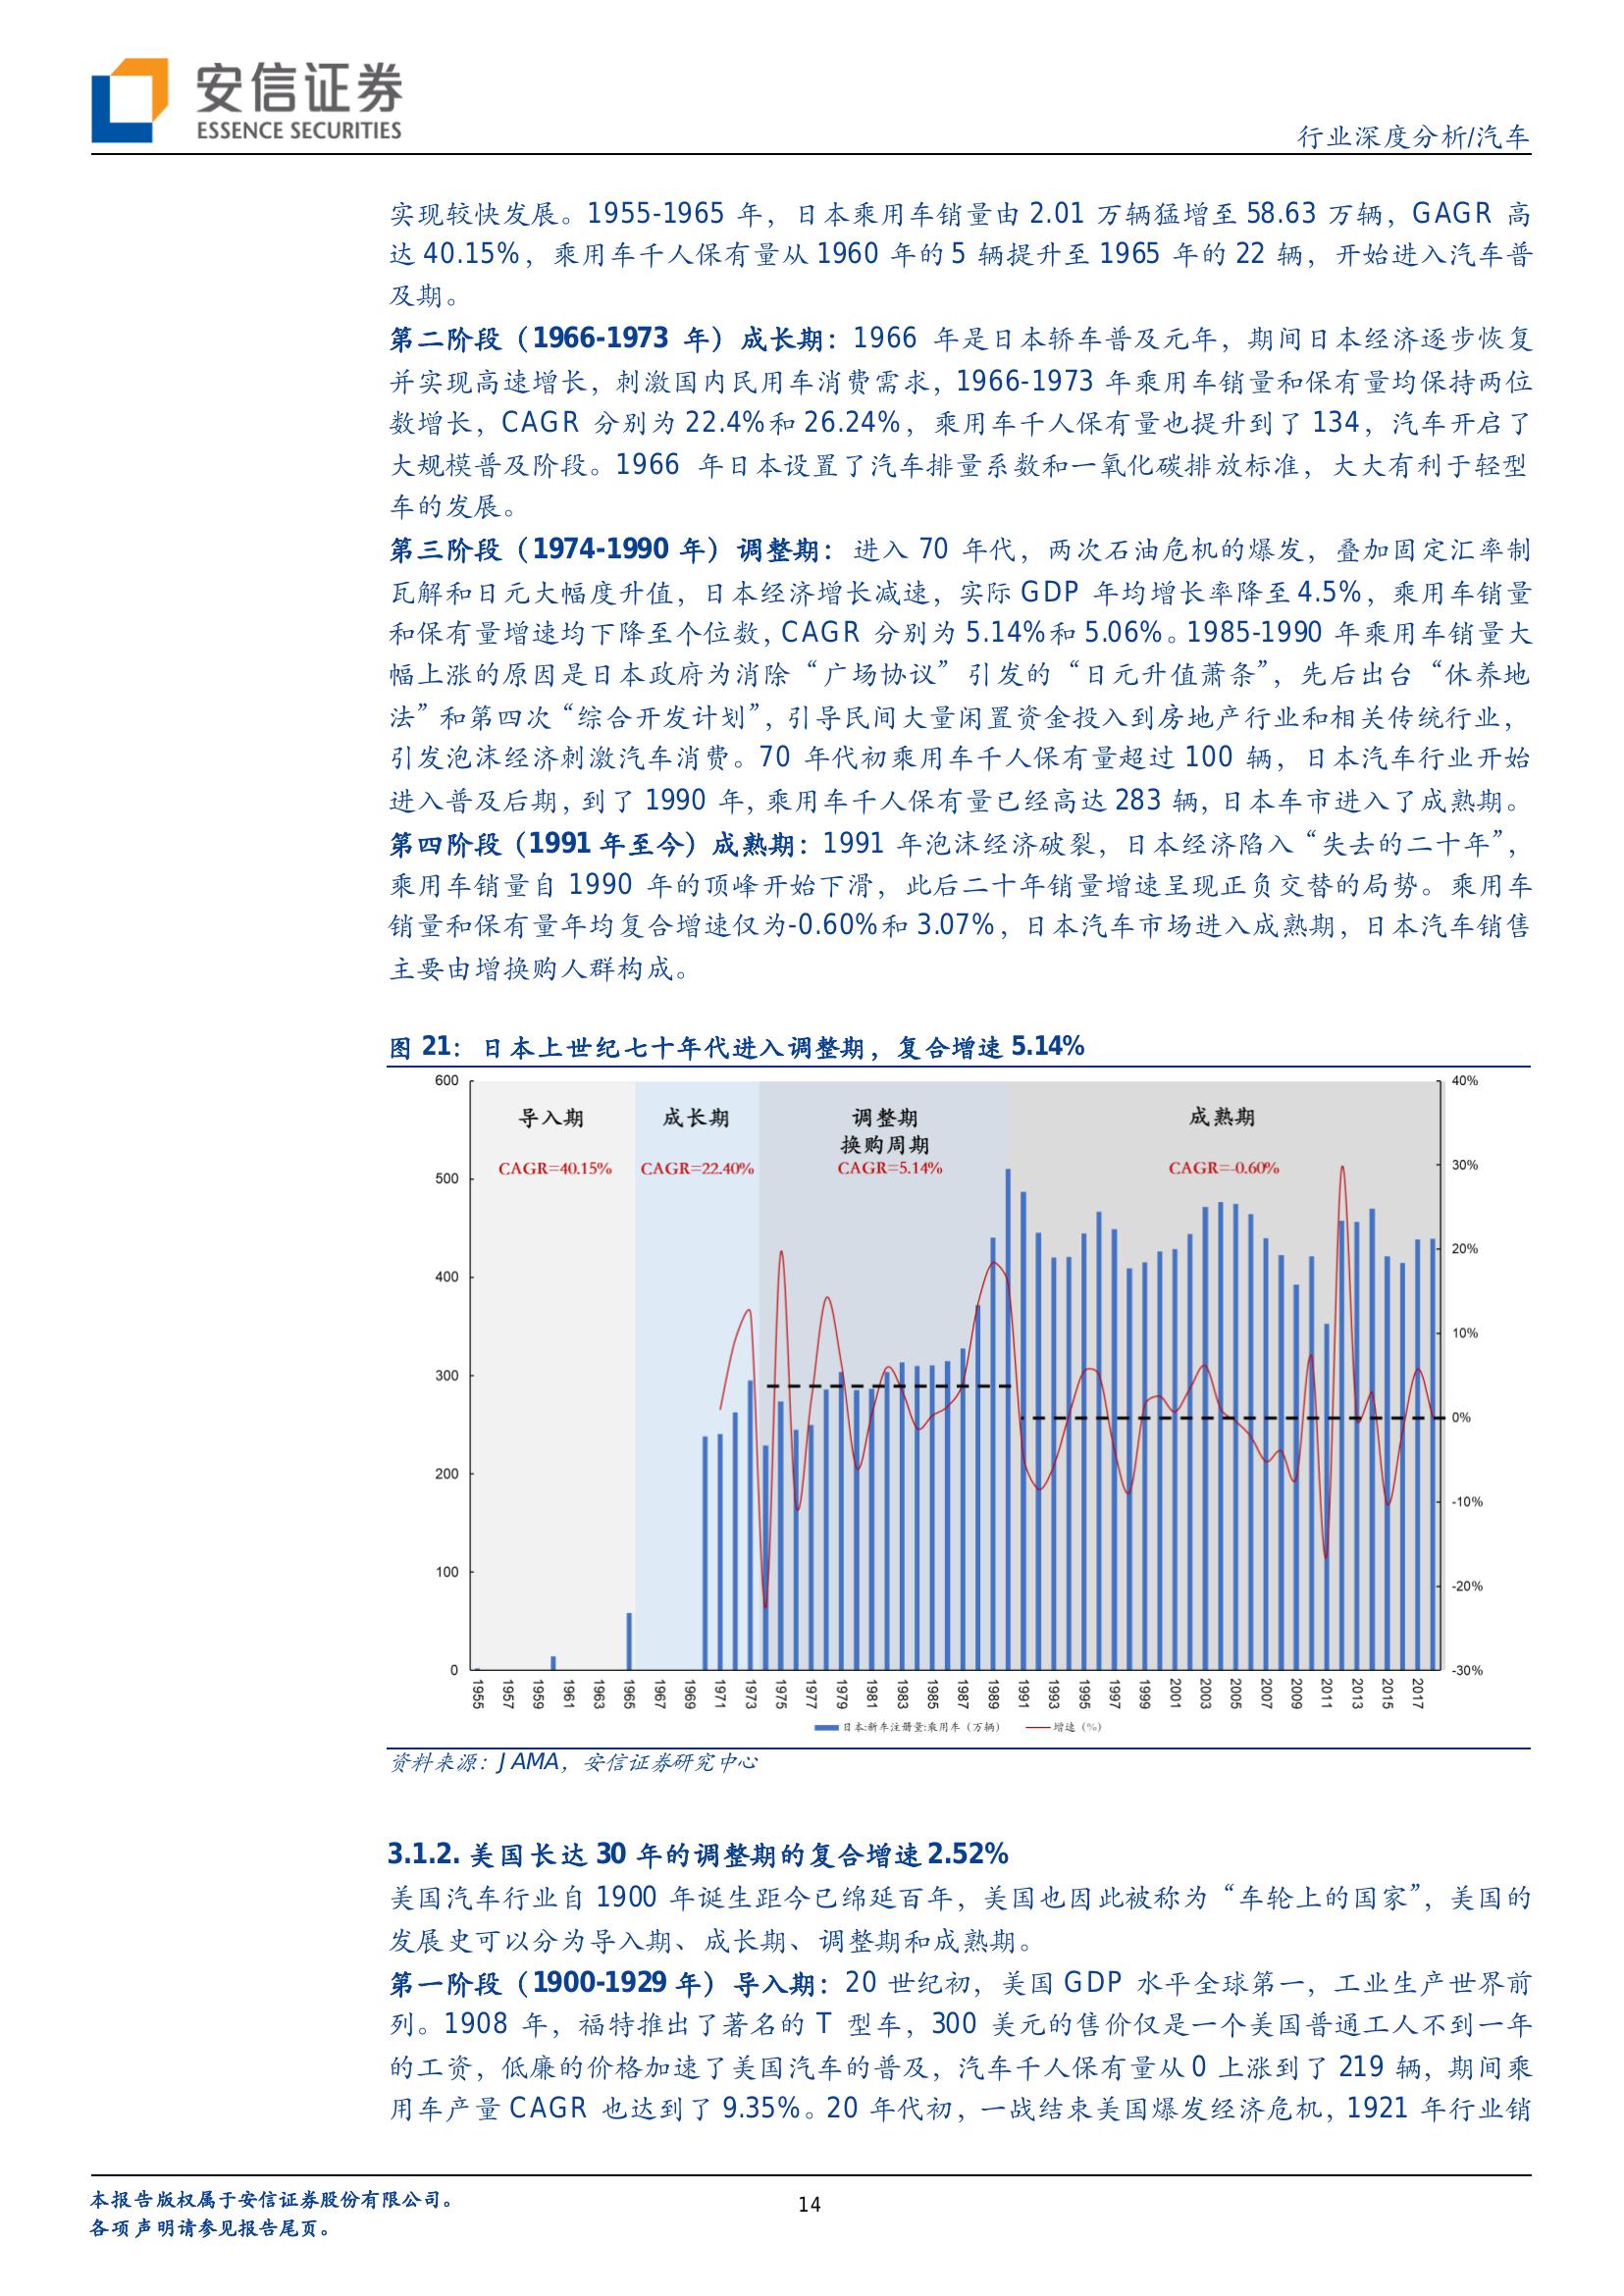 安信证券
ESSENCE SECURITIES
行业深度分析/汽车
实现较快发展。1955-1965 年，日本乘用车销量由 2.01 万辆猛增至 58.63 万辆，GAGR 高
达 40.15%，乘用车千人保有量从 1960 年的 5 辆提升至 1965 年的 22 辆，开始进入汽车普
及期。
第二阶段（1966-1973 年）成长期：1966 年是日本轿车普及元年，期间日本经济逐步恢复
并实现高速增长，刺激国内民用车消费需求，1966-1973 年乘用车销量和保有量均保持两位
数增长，CAGR 分别为 22.4%和 26.24%，乘用车千人保有量也提升到了 134，汽车开启了
大规模普及阶段。1966 年日本设置了汽车排量系数和一氧化碳排放标准，大大有利于轻型
车的发展。
第三阶段（1974-1990 年）调整期：进入 70 年代，两次石油危机的爆发，叠加固定汇率制
瓦解和日元大幅度升值，日本经济增长减速，实际 GDP 年均增长率降至 4.5%，乘用车销量
和保有量增速均下降至个位数，CAGR 分别为 5.14%和 5.06%。1985-1990 年乘用车销量大
幅上涨的原因是日本政府为消除“广场协议”引发的“日元升值萧条”，先后出台“休养地
法”和第四次“综合开发计划”，引导民间大量闲置资金投入到房地产行业和相关传统行业，
引发泡沫经济刺激汽车消费。70 年代初乘用车千人保有量超过 100 辆，日本汽车行业开始
进入普及后期，到了 1990 年，乘用车千人保有量已经高达 283 辆，日本车市进入了成熟期。
第四阶段（1991 年至今）成熟期：1991 年泡沫经济破裂，日本经济陷入“失去的二十年”，
乘用车销量自 1990 年的顶峰开始下滑，此后二十年销量增速呈现正负交替的局势。乘用车
销量和保有量年均复合增速仅为-0.60%和 3.07%，日本汽车市场进入成熟期，日本汽车销售
主要由增换购人群构成。
图 21：日本上世纪七十年代进入调整期，复合增速 5.14%
600
500
400
300
200
100
0
40%
30%
20%
10%
0%
-10%
-20%
-30%
导入期
CAGR=40.15%
成长期
CAGR=22.40%
调整期
换购周期
CAGR=5.14%
成熟期
CAGR=-0.60%
1955 1957 1959 1961 1963 1965 1967 1969 1971 1973 1975 1977 1979 1981 1983 1985 1987 1989 1991 1993 1995 1997 1999 2001 2003 2005 2007 2009 2011 2013 2015 2017
日本:新车注册量:乘用车（万辆） 增速（%）
资料来源：JAMA，安信证券研究中心
3.1.2. 美国长达 30 年的调整期的复合增速 2.52%
美国汽车行业自 1900 年诞生距今已绵延百年，美国也因此被称为“车轮上的国家”，美国的
发展史可以分为导入期、成长期、调整期和成熟期。
第一阶段（1900-1929 年）导入期：20 世纪初，美国 GDP 水平全球第一，工业生产世界前
列。1908 年，福特推出了著名的 T 型车，300 美元的售价仅是一个美国普通工人不到一年
的工资，低廉的价格加速了美国汽车的普及，汽车千人保有量从 0 上涨到了 219 辆，期间乘
用车产量 CAGR 也达到了 9.35%。20 年代初，一战结束美国爆发经济危机，1921 年行业销
本报告版权属于安信证券股份有限公司。
各项声明请参见报告尾页。
14